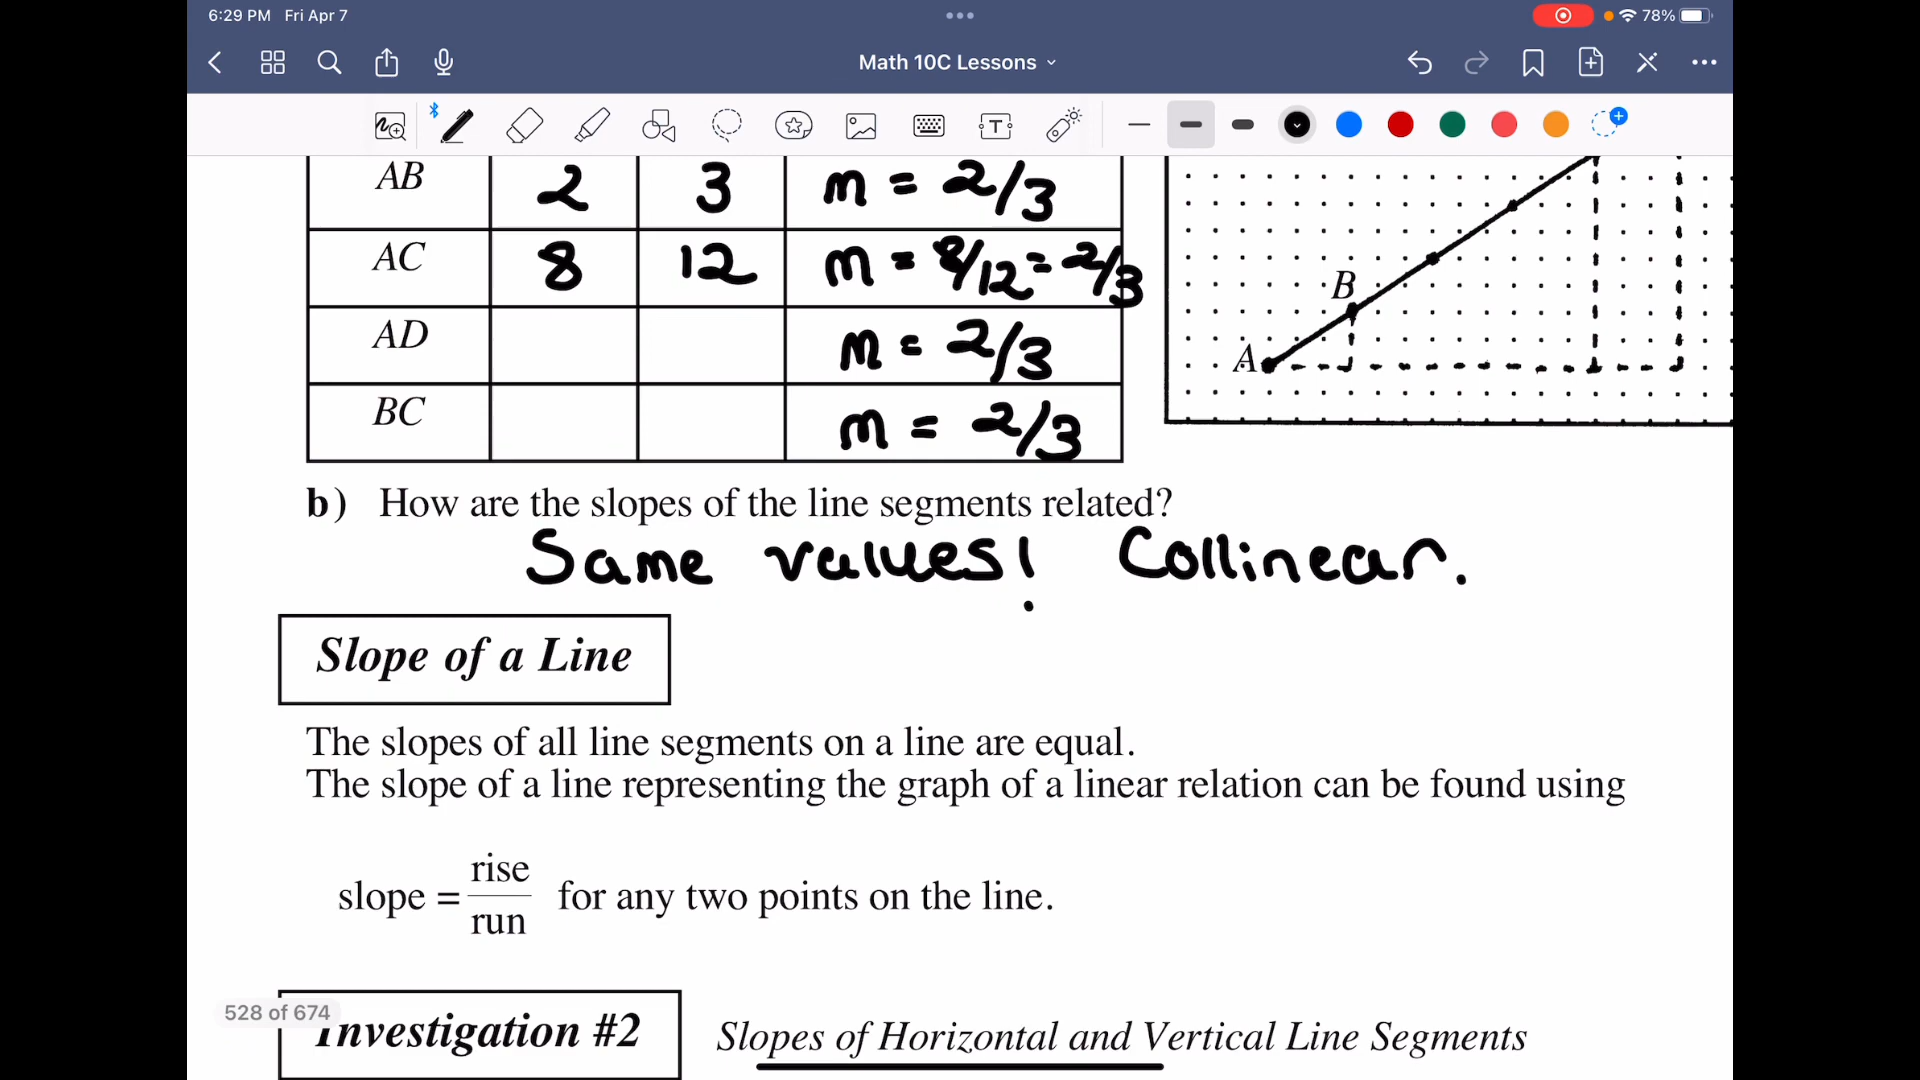 6:29 PM Fri Apr 7
78%
Math 10C Lessons
AB 2 3 m = 2/3
AC 8 12 m = 8/12 = 2/3
AD m = 2/3
BC m = 2/3
B
A
b) How are the slopes of the line segments related?
Same values! Collinear.
Slope of a Line
The slopes of all line segments on a line are equal.
The slope of a line representing the graph of a linear relation can be found using
slope = rise/run for any two points on the line.
528 of 674
Investigation #2 Slopes of Horizontal and Vertical Line Segments